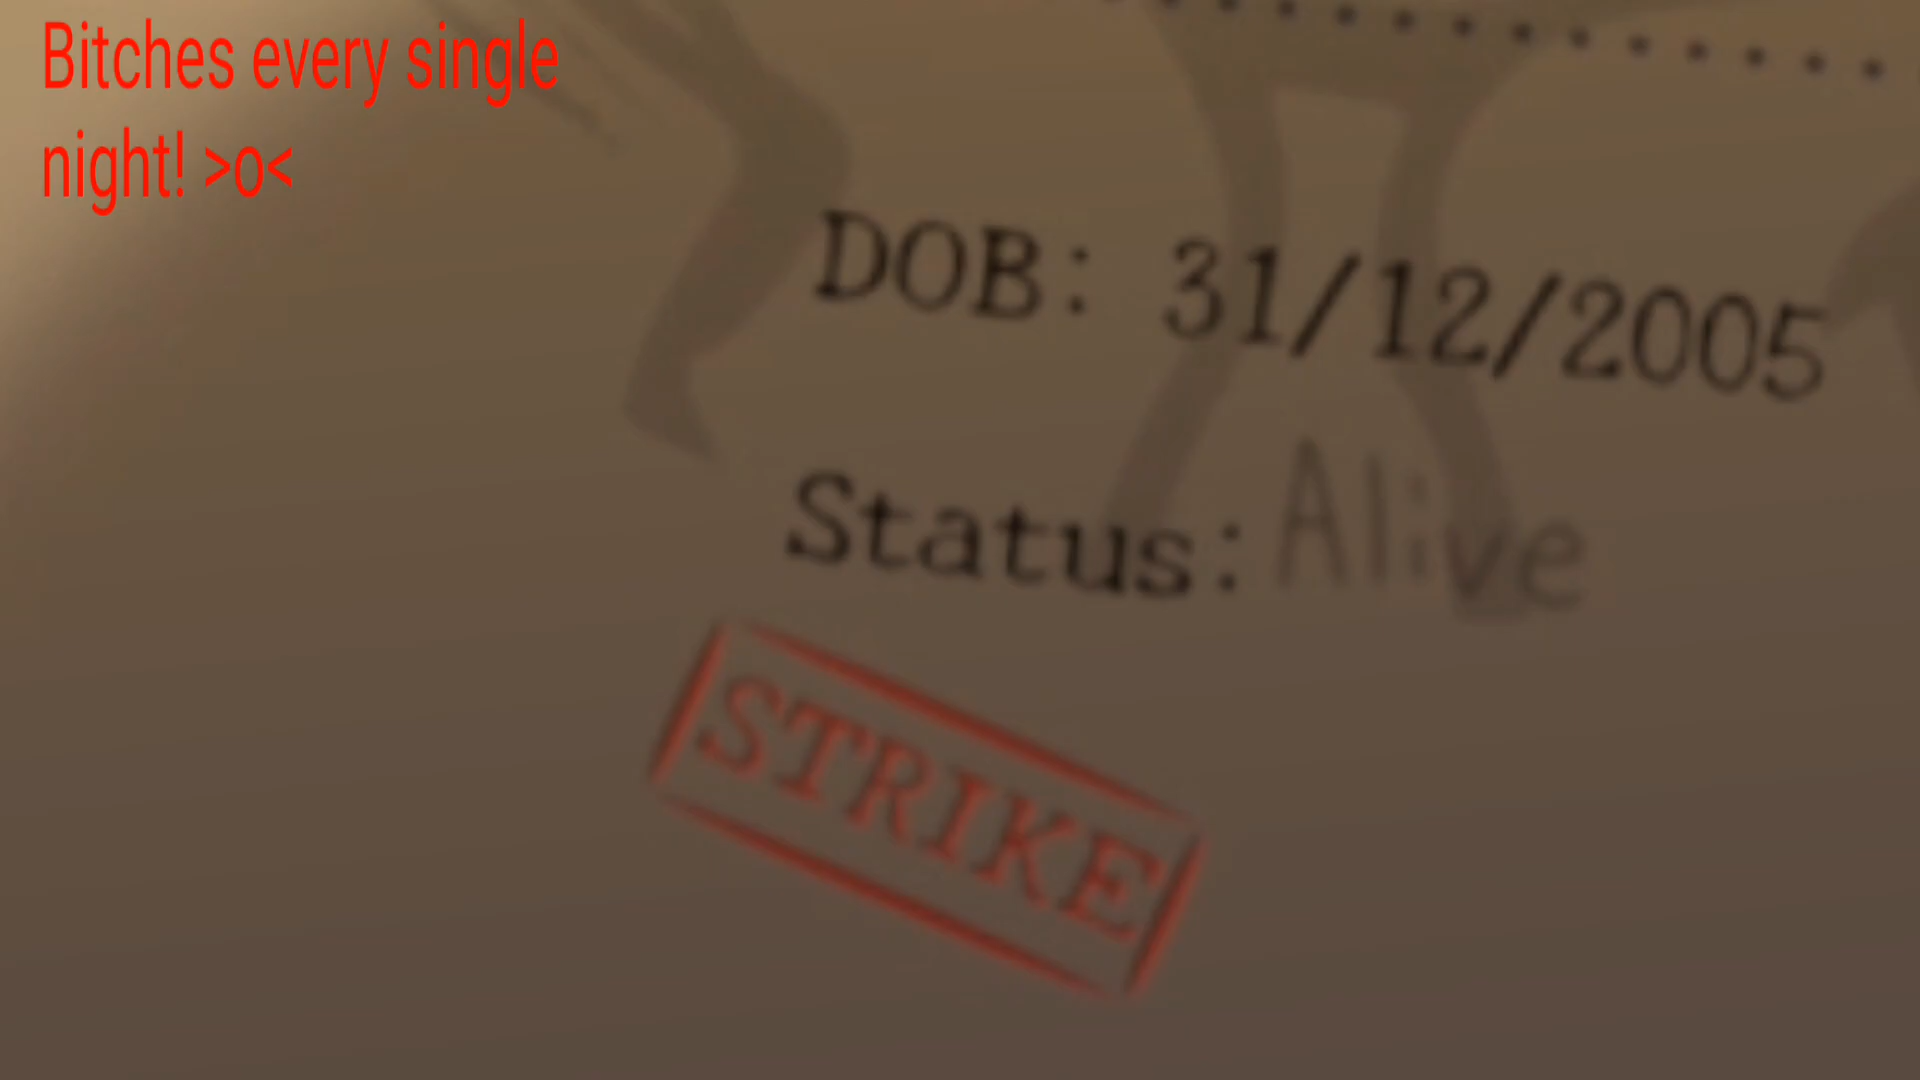 Bitches every single
night! >o<
DOB: 31/12/2005
Status: Alive
STRIKE